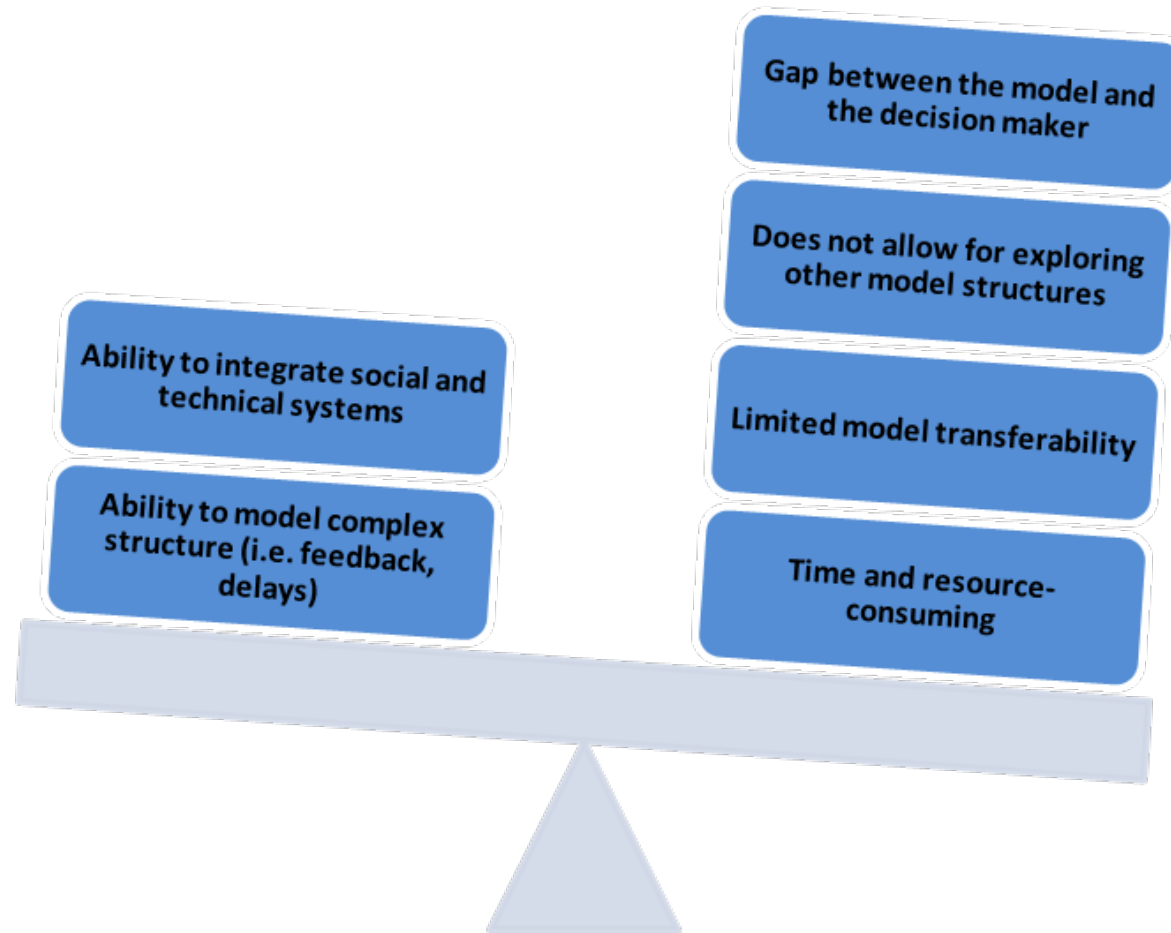 Ability to integrate social and
technical systems
Ability to model complex
structure (i.e. feedback,
delays)
Gap between the model and
the decision maker
Does not allow for exploring
other model structures
Limited model transferability
Time and resource-
consuming